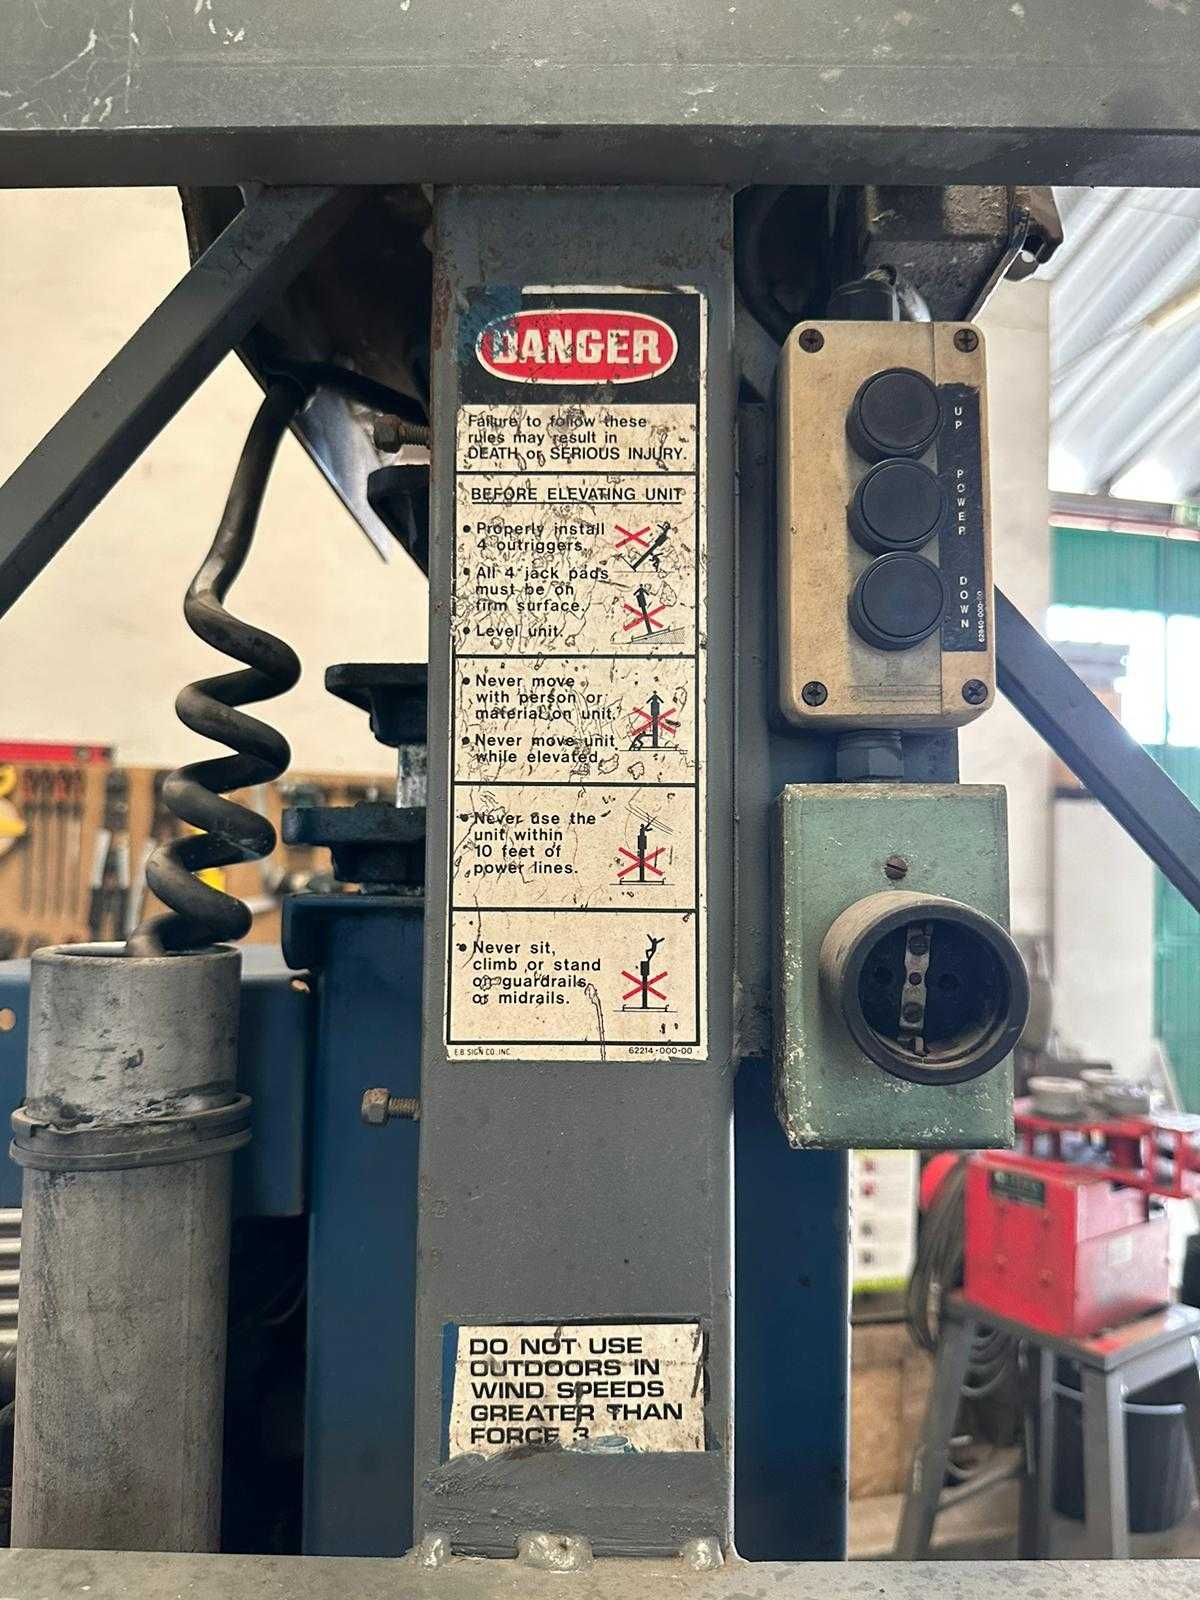 DANGER
Failure to follow these
rules may result in
DEATH or SERIOUS INJURY.
BEFORE ELEVATING UNIT
• Properly install
4 outriggers.
• All 4 jack pads
must be on
firm surface.
• Level unit.
• Never move
with person or
material on unit.
• Never move unit
while elevated.
• Never use the
unit within
10 feet of
power lines.
• Never sit,
climb or stand
on guardrails
or midrails.
E.B. SIGN CO., INC.
62214-000-00
UP
POWER
DOWN
62840-000-00
DO NOT USE
OUTDOORS IN
WIND SPEEDS
GREATER THAN
FORCE 3